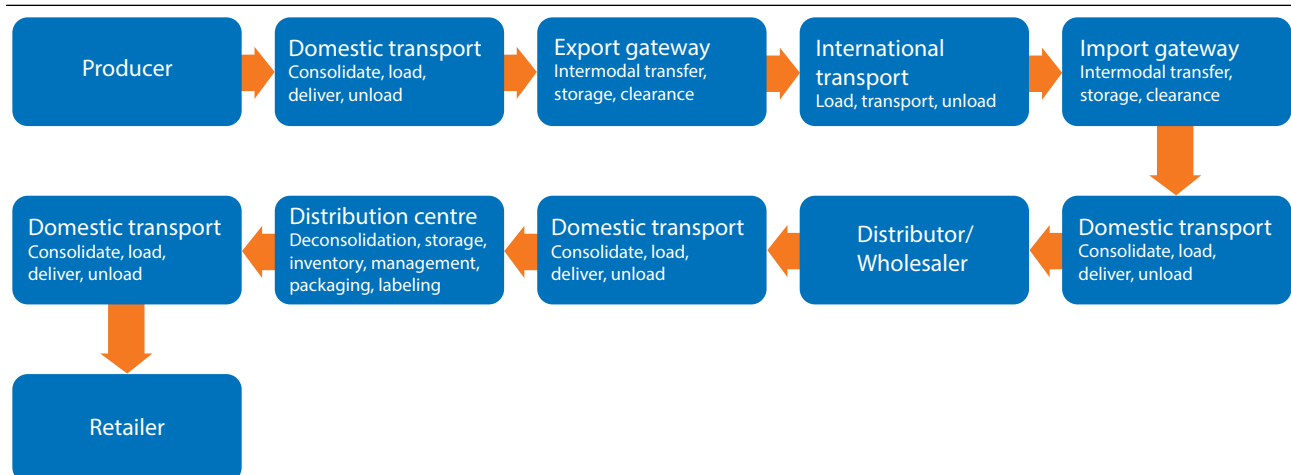 Producer
Domestic transport
Consolidate, load,
deliver, unload
Export gateway
Intermodal transfer,
storage, clearance
International
transport
Load, transport, unload
Import gateway
Intermodal transfer,
storage, clearance
Domestic transport
Consolidate, load,
deliver, unload
Distributor/
Wholesaler
Domestic transport
Consolidate, load,
deliver, unload
Distribution centre
Deconsolidation, storage,
inventory, management,
packaging, labeling
Domestic transport
Consolidate, load,
deliver, unload
Retailer